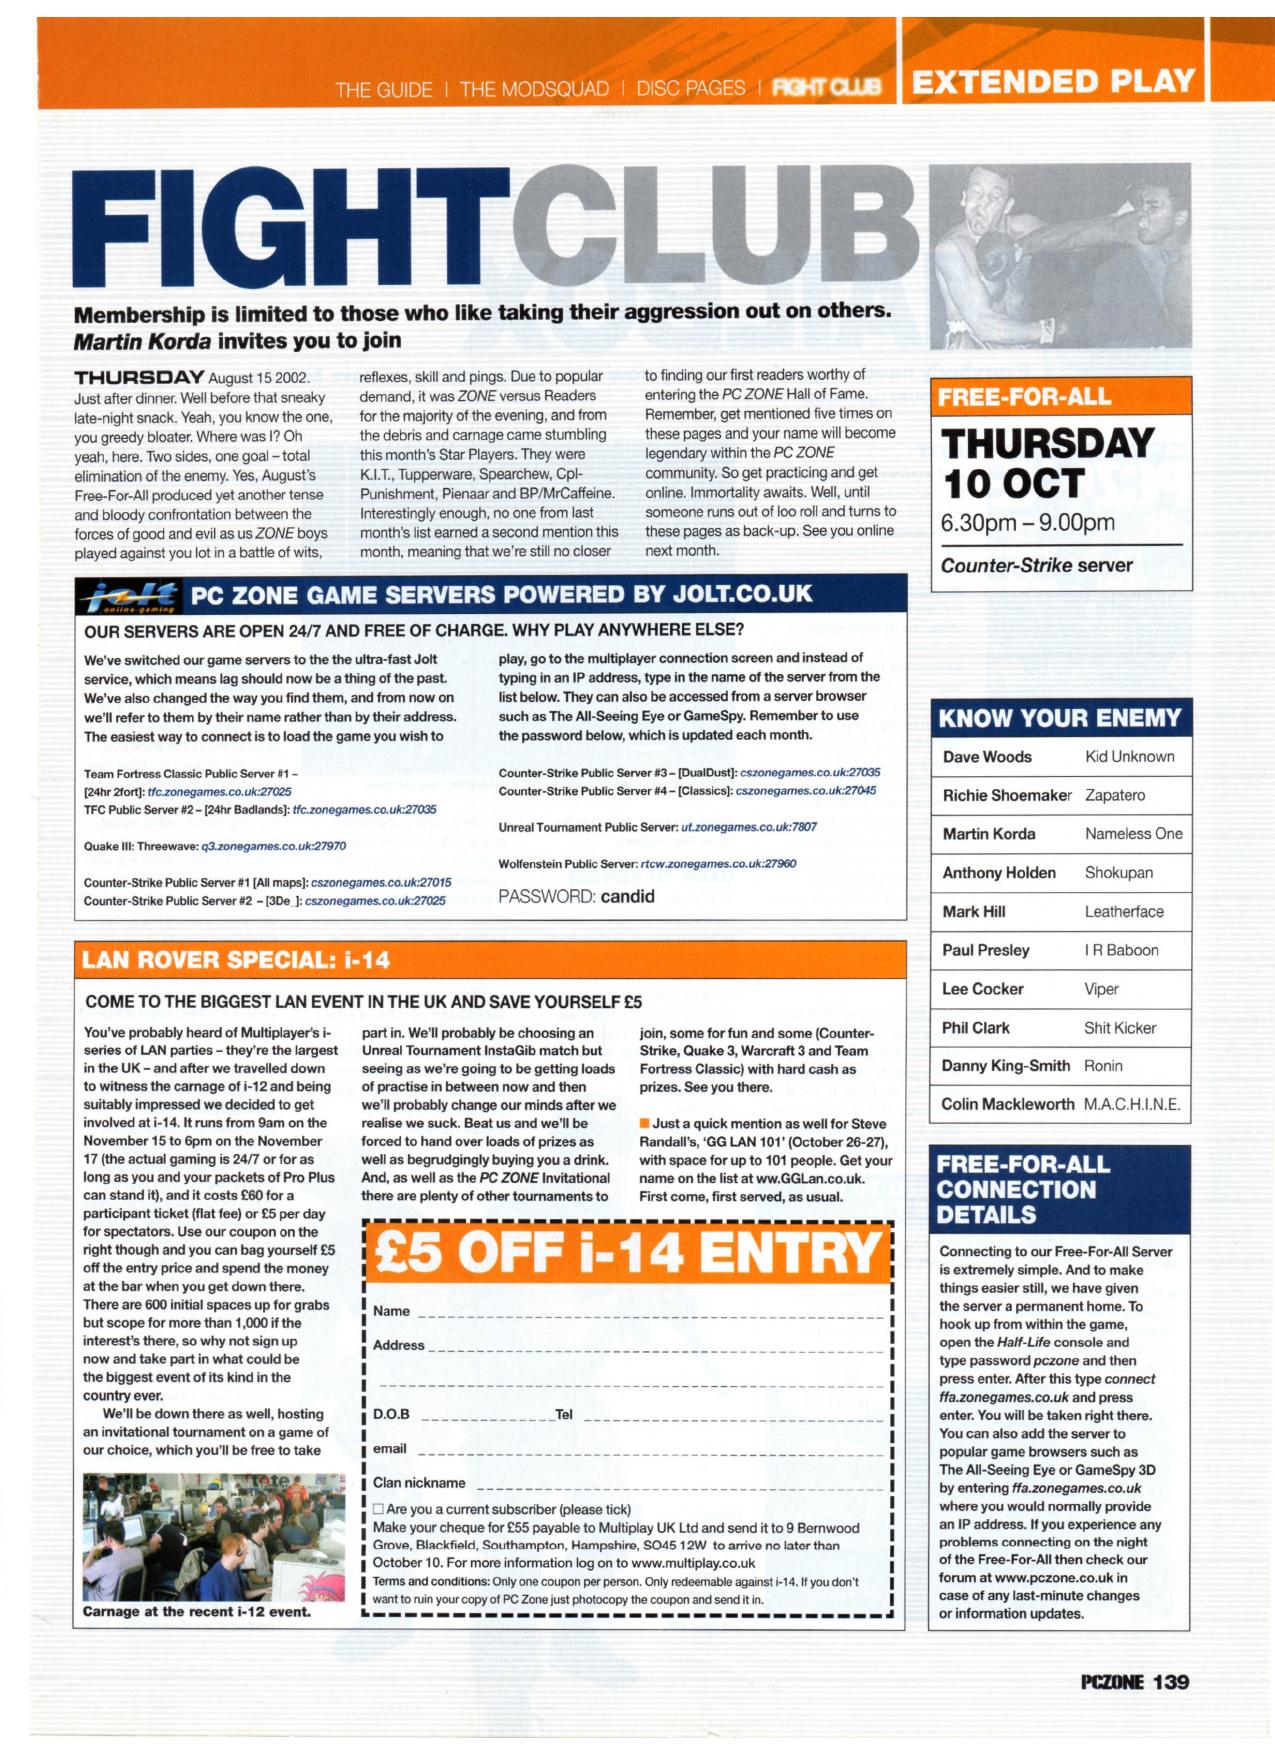 THE GUIDE | THE MODSQUAD | DISC PAGES | FIGHT CLUB
EXTENDED PLAY
FIGHTCLUB
Membership is limited to those who like taking their aggression out on others.
Martin Korda invites you to join
THURSDAY August 15 2002.
Just after dinner. Well before that sneaky
late-night snack. Yeah, you know the one,
you greedy bloater. Where was I? Oh
yeah, here. Two sides, one goal – total
elimination of the enemy. Yes, August's
Free-For-All produced yet another tense
and bloody confrontation between the
forces of good and evil as us ZONE boys
played against you lot in a battle of wits,
reflexes, skill and pings. Due to popular
demand, it was ZONE versus Readers
for the majority of the evening, and from
the debris and carnage came stumbling
this month's Star Players. They were
K.I.T., Tupperware, Spearchew, Cpl-
Punishment, Pienaar and BP/MrCaffeine.
Interestingly enough, no one from last
month's list earned a second mention this
month, meaning that we're still no closer
to finding our first readers worthy of
entering the PC ZONE Hall of Fame.
Remember, get mentioned five times on
these pages and your name will become
legendary within the PC ZONE
community. So get practicing and get
online. Immortality awaits. Well, until
someone runs out of loo roll and turns to
these pages as back-up. See you online
next month.
FREE-FOR-ALL
THURSDAY
10 OCT
6.30pm – 9.00pm
Counter-Strike server
jolt
online gaming
PC ZONE GAME SERVERS POWERED BY JOLT.CO.UK
OUR SERVERS ARE OPEN 24/7 AND FREE OF CHARGE. WHY PLAY ANYWHERE ELSE?
We've switched our game servers to the the ultra-fast Jolt
service, which means lag should now be a thing of the past.
We've also changed the way you find them, and from now on
we'll refer to them by their name rather than by their address.
The easiest way to connect is to load the game you wish to
play, go to the multiplayer connection screen and instead of
typing in an IP address, type in the name of the server from the
list below. They can also be accessed from a server browser
such as The All-Seeing Eye or GameSpy. Remember to use
the password below, which is updated each month.
Team Fortress Classic Public Server #1 –
[24hr 2fort]: tfc.zonegames.co.uk:27025
TFC Public Server #2 – [24hr Badlands]: tfc.zonegames.co.uk:27035
Quake III: Threewave: q3.zonegames.co.uk:27970
Counter-Strike Public Server #1 [All maps]: cszonegames.co.uk:27015
Counter-Strike Public Server #2 – [3De_]: cszonegames.co.uk:27025
Counter-Strike Public Server #3 – [DualDust]: cszonegames.co.uk:27035
Counter-Strike Public Server #4 – [Classics]: cszonegames.co.uk:27045
Unreal Tournament Public Server: ut.zonegames.co.uk:7807
Wolfenstein Public Server: rtcw.zonegames.co.uk:27960
PASSWORD: candid
KNOW YOUR ENEMY
Dave Woods Kid Unknown
Richie Shoemaker Zapatero
Martin Korda Nameless One
Anthony Holden Shokupan
Mark Hill Leatherface
Paul Presley I R Baboon
Lee Cocker Viper
Phil Clark Shit Kicker
Danny King-Smith Ronin
Colin Mackleworth M.A.C.H.I.N.E.
LAN ROVER SPECIAL: i-14
COME TO THE BIGGEST LAN EVENT IN THE UK AND SAVE YOURSELF £5
You've probably heard of Multiplayer's i-
series of LAN parties – they're the largest
in the UK – and after we travelled down
to witness the carnage of i-12 and being
suitably impressed we decided to get
involved at i-14. It runs from 9am on the
November 15 to 6pm on the November
17 (the actual gaming is 24/7 or for as
long as you and your packets of Pro Plus
can stand it), and it costs £60 for a
participant ticket (flat fee) or £5 per day
for spectators. Use our coupon on the
right though and you can bag yourself £5
off the entry price and spend the money
at the bar when you get down there.
There are 600 initial spaces up for grabs
but scope for more than 1,000 if the
interest's there, so why not sign up
now and take part in what could be
the biggest event of its kind in the
country ever.
We'll be down there as well, hosting
an invitational tournament on a game of
our choice, which you'll be free to take
part in. We'll probably be choosing an
Unreal Tournament InstaGib match but
seeing as we're going to be getting loads
of practise in between now and then
we'll probably change our minds after we
realise we suck. Beat us and we'll be
forced to hand over loads of prizes as
well as begrudgingly buying you a drink.
And, as well as the PC ZONE Invitational
there are plenty of other tournaments to
join, some for fun and some (Counter-
Strike, Quake 3, Warcraft 3 and Team
Fortress Classic) with hard cash as
prizes. See you there.
■ Just a quick mention as well for Steve
Randall's, 'GG LAN 101' (October 26-27),
with space for up to 101 people. Get your
name on the list at ww.GGLan.co.uk.
First come, first served, as usual.
tote
Carnage at the recent i-12 event.
£5 OFF i-14 ENTRY
Name
Address
D.O.B Tel
email
Clan nickname
☐ Are you a current subscriber (please tick)
Make your cheque for £55 payable to Multiplay UK Ltd and send it to 9 Bernwood
Grove, Blackfield, Southampton, Hampshire, SO45 12W to arrive no later than
October 10. For more information log on to www.multiplay.co.uk
Terms and conditions: Only one coupon per person. Only redeemable against i-14. If you don't
want to ruin your copy of PC Zone just photocopy the coupon and send it in.
FREE-FOR-ALL
CONNECTION
DETAILS
Connecting to our Free-For-All Server
is extremely simple. And to make
things easier still, we have given
the server a permanent home. To
hook up from within the game,
open the Half-Life console and
type password pczone and then
press enter. After this type connect
ffa.zonegames.co.uk and press
enter. You will be taken right there.
You can also add the server to
popular game browsers such as
The All-Seeing Eye or GameSpy 3D
by entering ffa.zonegames.co.uk
where you would normally provide
an IP address. If you experience any
problems connecting on the night
of the Free-For-All then check our
forum at www.pczone.co.uk in
case of any last-minute changes
or information updates.
PCZONE 139